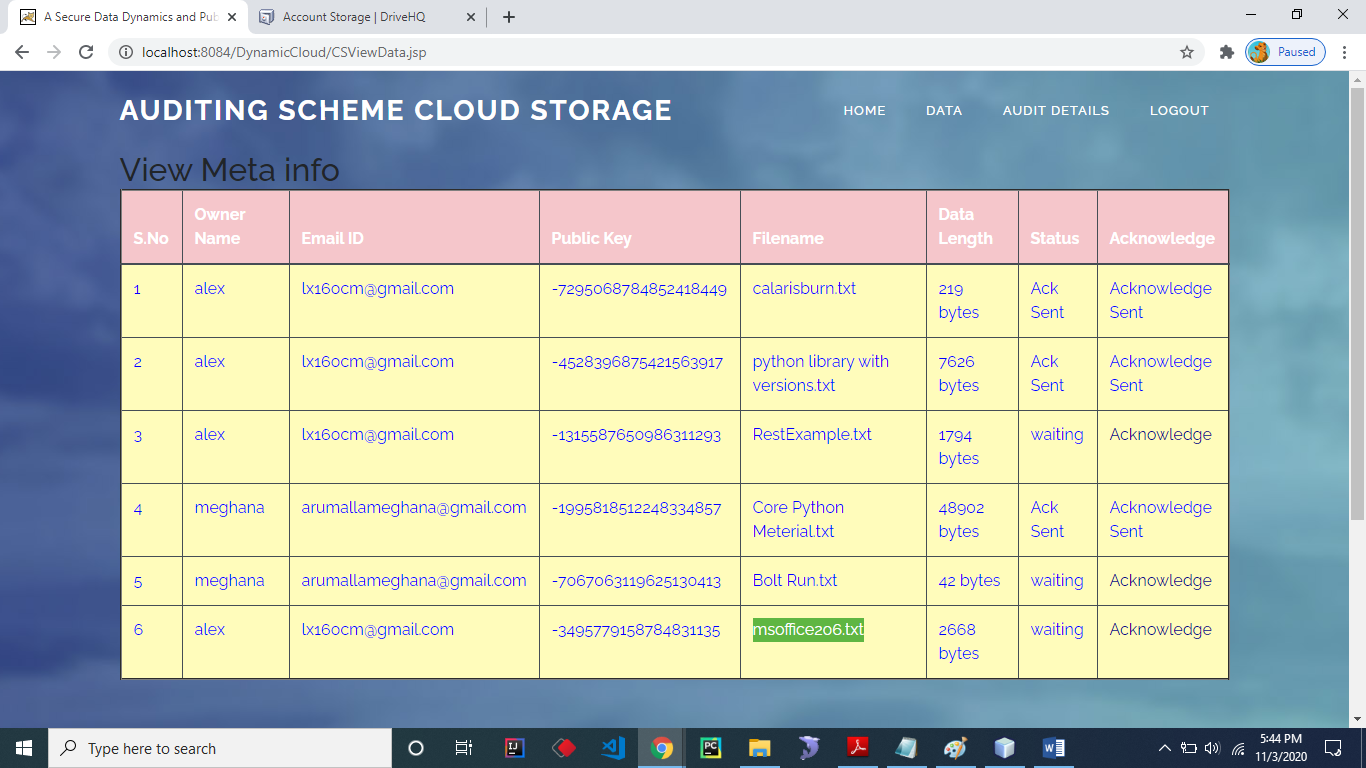 A Secure Data Dynamics and Pub
Account Storage | DriveHQ
localhost:8084/DynamicCloud/CSViewData.jsp
Paused
AUDITING SCHEME CLOUD STORAGE
HOME DATA AUDIT DETAILS LOGOUT
View Meta info
S.No Owner Name Email ID Public Key Filename Data Length Status Acknowledge
1 alex lx160cm@gmail.com -7295068784852418449 calarisburn.txt 219 bytes Ack Sent Acknowledge Sent
2 alex lx160cm@gmail.com -4528396875421563917 python library with versions.txt 7626 bytes Ack Sent Acknowledge Sent
3 alex lx160cm@gmail.com -1315587650986311293 RestExample.txt 1794 bytes waiting Acknowledge
4 meghana arumallameghana@gmail.com -1995818512248334857 Core Python Meterial.txt 48902 bytes Ack Sent Acknowledge Sent
5 meghana arumallameghana@gmail.com -7067063119625130413 Bolt Run.txt 42 bytes waiting Acknowledge
6 alex lx160cm@gmail.com -3495779158784831135 msoffice206.txt 2668 bytes waiting Acknowledge
Type here to search
5:44 PM
11/3/2020